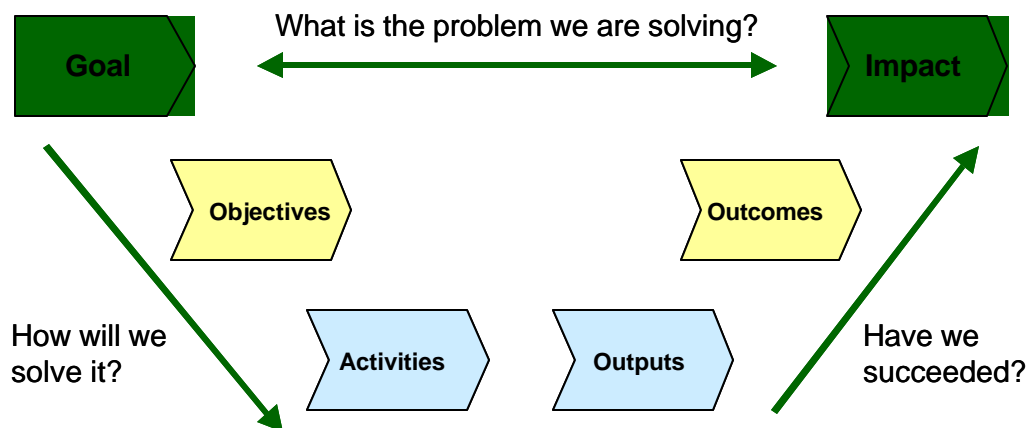 What is the problem we are solving?
Goal
Impact
Objectives
Outcomes
How will we
solve it?
Activities
Outputs
Have we
succeeded?